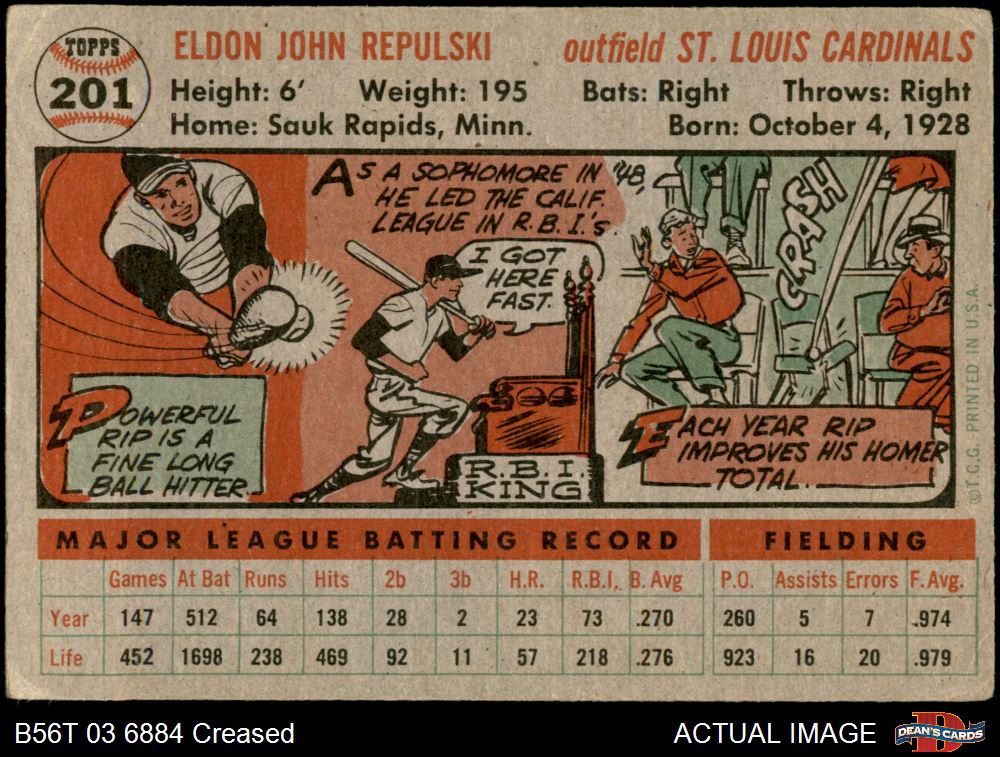 TOPPS
201
ELDON JOHN REPULSKI outfield ST. LOUIS CARDINALS
Height: 6' Weight: 195 Bats: Right Throws: Right
Home: Sauk Rapids, Minn. Born: October 4, 1928
POWERFUL
RIP IS A
FINE LONG
BALL HITTER.
AS A SOPHOMORE IN '48,
HE LED THE CALIF.
LEAGUE IN R.B.I.'s
I GOT
HERE
FAST.
R.B.I.
KING
CRASH
EACH YEAR RIP
IMPROVES HIS HOMER
TOTAL.
©T.C.G. PRINTED IN U.S.A.
MAJOR LEAGUE BATTING RECORD FIELDING
Games At Bat Runs Hits 2b 3b H.R. R.B.I. B. Avg P.O. Assists Errors F. Avg.
Year 147 512 64 138 28 2 23 73 .270 260 5 7 .974
Life 452 1698 238 469 92 11 57 218 .276 923 16 20 .979
B56T 03 6884 Creased ACTUAL IMAGE DEAN'S CARDS